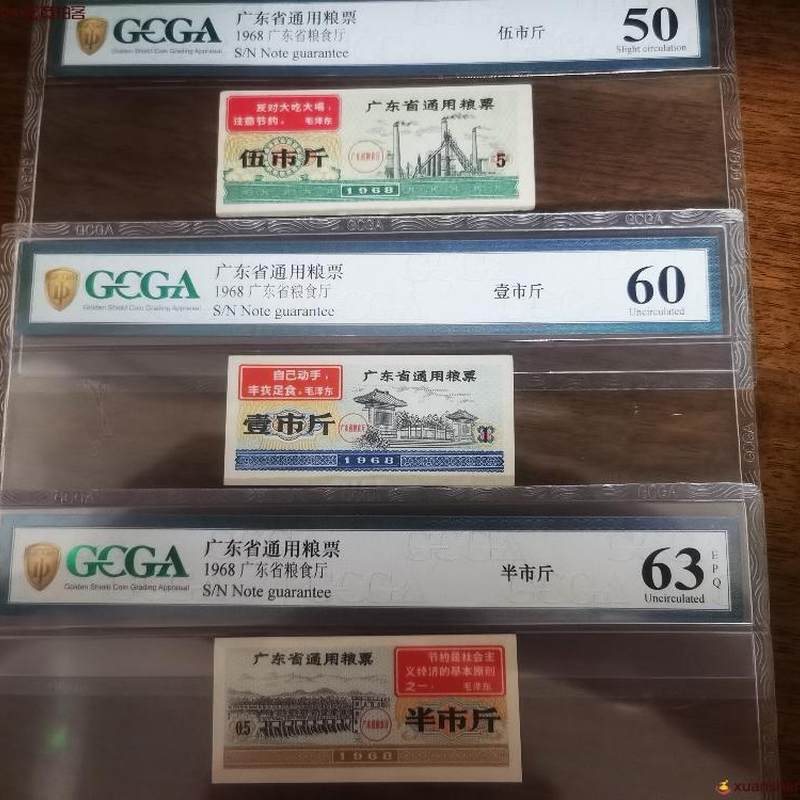 GCGA
Golden Shield Coin Grading Appraisal
广东省通用粮票
1968 广东省粮食厅
S/N Note guarantee
伍市斤
50
Slight circulation
反对大吃大喝,
注意节约。 毛泽东
广东省通用粮票
伍市斤
5
1968
GCGA
GCGA
GCGA
GCGA
Golden Shield Coin Grading Appraisal
广东省通用粮票
1968 广东省粮食厅
S/N Note guarantee
壹市斤
60
Uncirculated
自己动手,
丰衣足食。毛泽东
广东省通用粮票
壹市斤
1
1968
GCGA
GCGA
GCGA
GCGA
Golden Shield Coin Grading Appraisal
广东省通用粮票
1968 广东省粮食厅
S/N Note guarantee
半市斤
63
EPQ
Uncirculated
广东省通用粮票
节约是社会主
义经济的基本原则
之一。 毛泽东
0.5
半市斤
1968